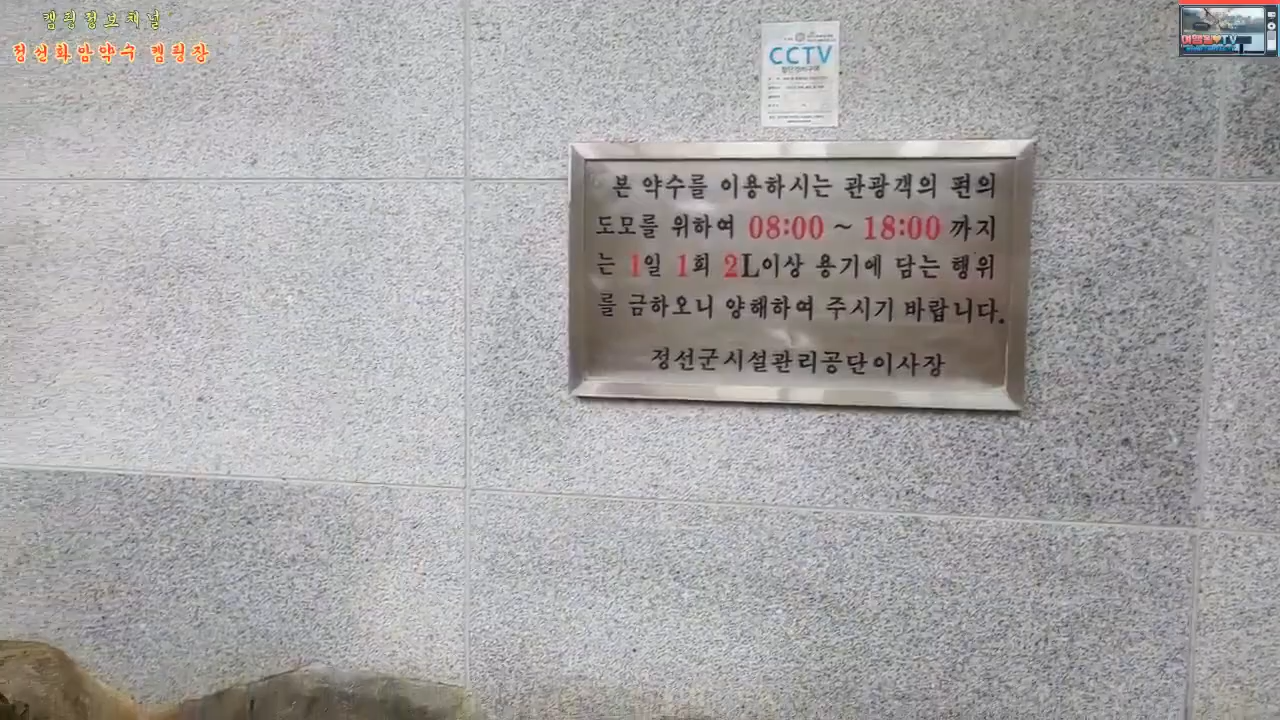 캠핑정보채널
정선화암약수 캠핑장
CCTV
본 약수를 이용하시는 관광객의 편의
도모를 위하여 08:00 ~ 18:00 까지
는 1일 1회 2L이상 용기에 담는 행위
를 금하오니 양해하여 주시기 바랍니다.
정선군시설관리공단이사장